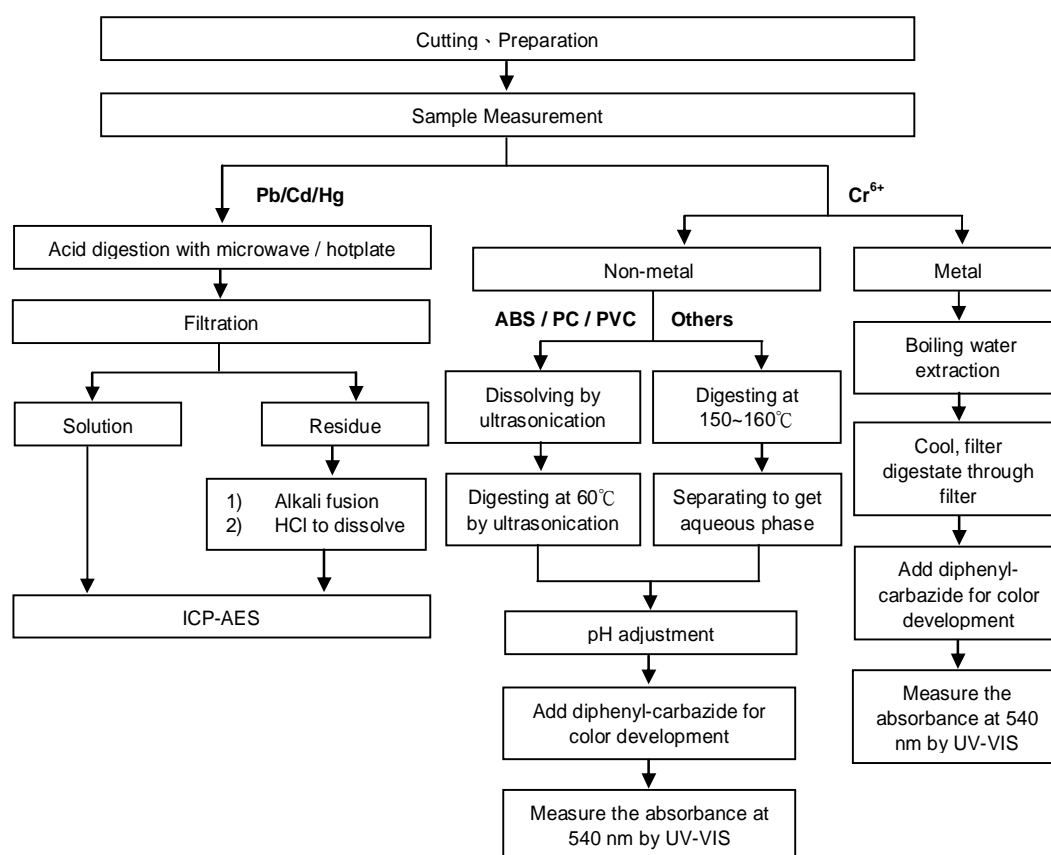 Cutting、Preparation
Sample Measurement
Pb/Cd/Hg
Acid digestion with microwave / hotplate
Filtration
Solution
Residue
1) Alkali fusion
2) HCl to dissolve
ICP-AES
Cr⁶⁺
Non-metal
ABS / PC / PVC
Others
Dissolving by
ultrasonication
Digesting at 60℃
by ultrasonication
Digesting at
150~160℃
Separating to get
aqueous phase
pH adjustment
Add diphenyl-carbazide for
color development
Measure the absorbance at
540 nm by UV-VIS
Metal
Boiling water
extraction
Cool, filter
digestate through
filter
Add diphenyl-
carbazide for color
development
Measure the
absorbance at 540
nm by UV-VIS